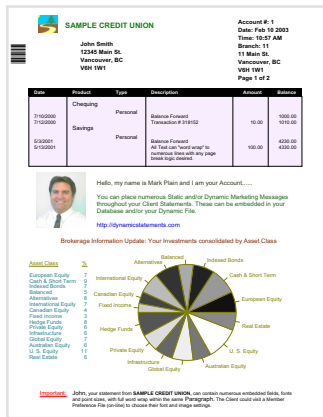 SAMPLE CREDIT UNION
Account #: 1
Date: Feb 10 2003
Time: 10:57 AM
Branch: 11
11 Main St.
Vancouver, BC
V6H 1W1
Page 1 of 2
John Smith
12345 Main St.
Vancouver, BC
V6H 1W1
Date Product Type Description Amount Balance
Chequing
Personal
7/10/2000 Balance Forward 1000.00
7/12/2000 Transaction # 318152 10.00 1010.00
Savings
Personal
5/3/2001 Balance Forward 4230.00
5/13/2001 All Text can "word wrap" to 100.00 4330.00
numerous lines with any page
break logic desired.
Hello, my name is Mark Plain and I am your Account.....
You can place numerous Static and/or Dynamic Marketing Messages
throughout your Client Statements. These can be embedded in your
Database and/or your Dynamic File.
http://dynamicstatements.com
Brokerage Information Update: Your Investments consolidated by Asset Class
Asset Class %
European Equity 7
Cash & Short Term 9
Indexed Bonds 7
Balanced 5
Alternatives 8
International Equity 7
Canadian Equity 4
Fixed Income 3
Hedge Funds 8
Private Equity 6
Infrastructure 6
Global Equity 6
Australian Equity 6
U. S. Equity 11
Real Estate 6
Balanced
Indexed Bonds
Alternatives
Cash & Short Term
International Equity
Canadian Equity
European Equity
Fixed Income
Real Estate
Hedge Funds
Private Equity
U. S. Equity
Infrastructure
Australian Equity
Global Equity
Important: John, your statement from SAMPLE CREDIT UNION, can contain numerous embedded fields, fonts
and point sizes, with full word wrap within the same Paragraph. The Client could visit a Member
Preference File (on-line) to choose their font and image settings.